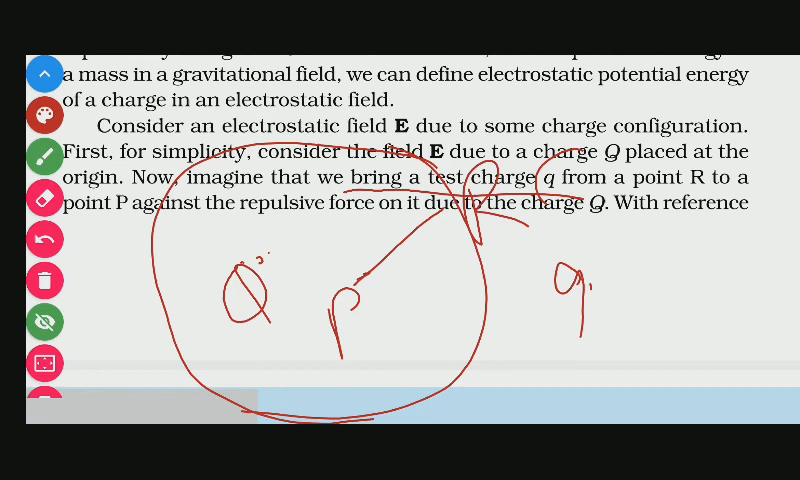 a mass in a gravitational field, we can define electrostatic potential energy
of a charge in an electrostatic field.
Consider an electrostatic field E due to some charge configuration.
First, for simplicity, consider the field E due to a charge Q placed at the
origin. Now, imagine that we bring a test charge q from a point R to a
point P against the repulsive force on it due to the charge Q. With reference
R
Q
P
q